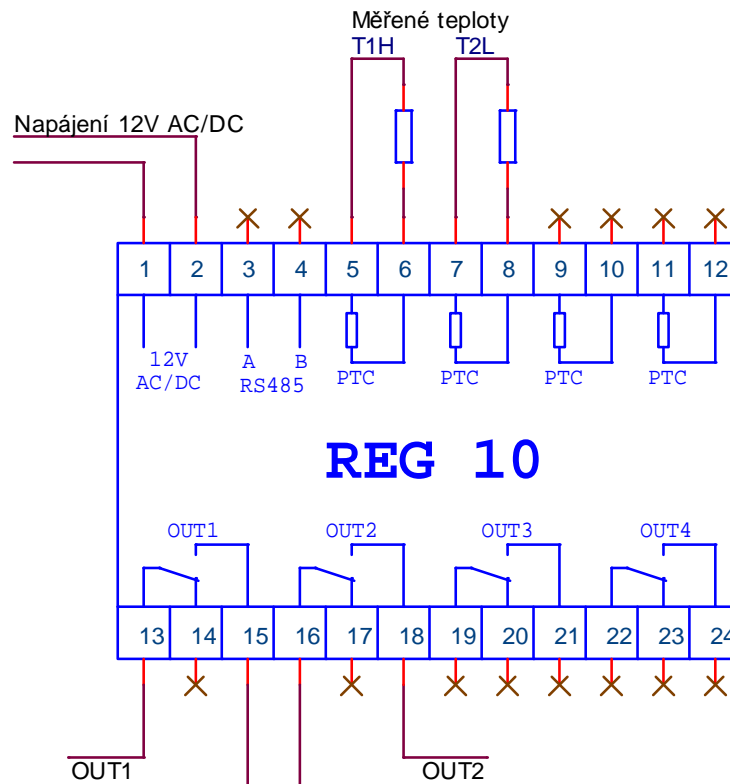 Měřené teploty
T1H T2L
Napájení 12V AC/DC
1 2 3 4 5 6 7 8 9 10 11 12
12V A B
AC/DC RS485 PTC PTC PTC PTC
REG 10
OUT1 OUT2 OUT3 OUT4
13 14 15 16 17 18 19 20 21 22 23 24
OUT1 OUT2